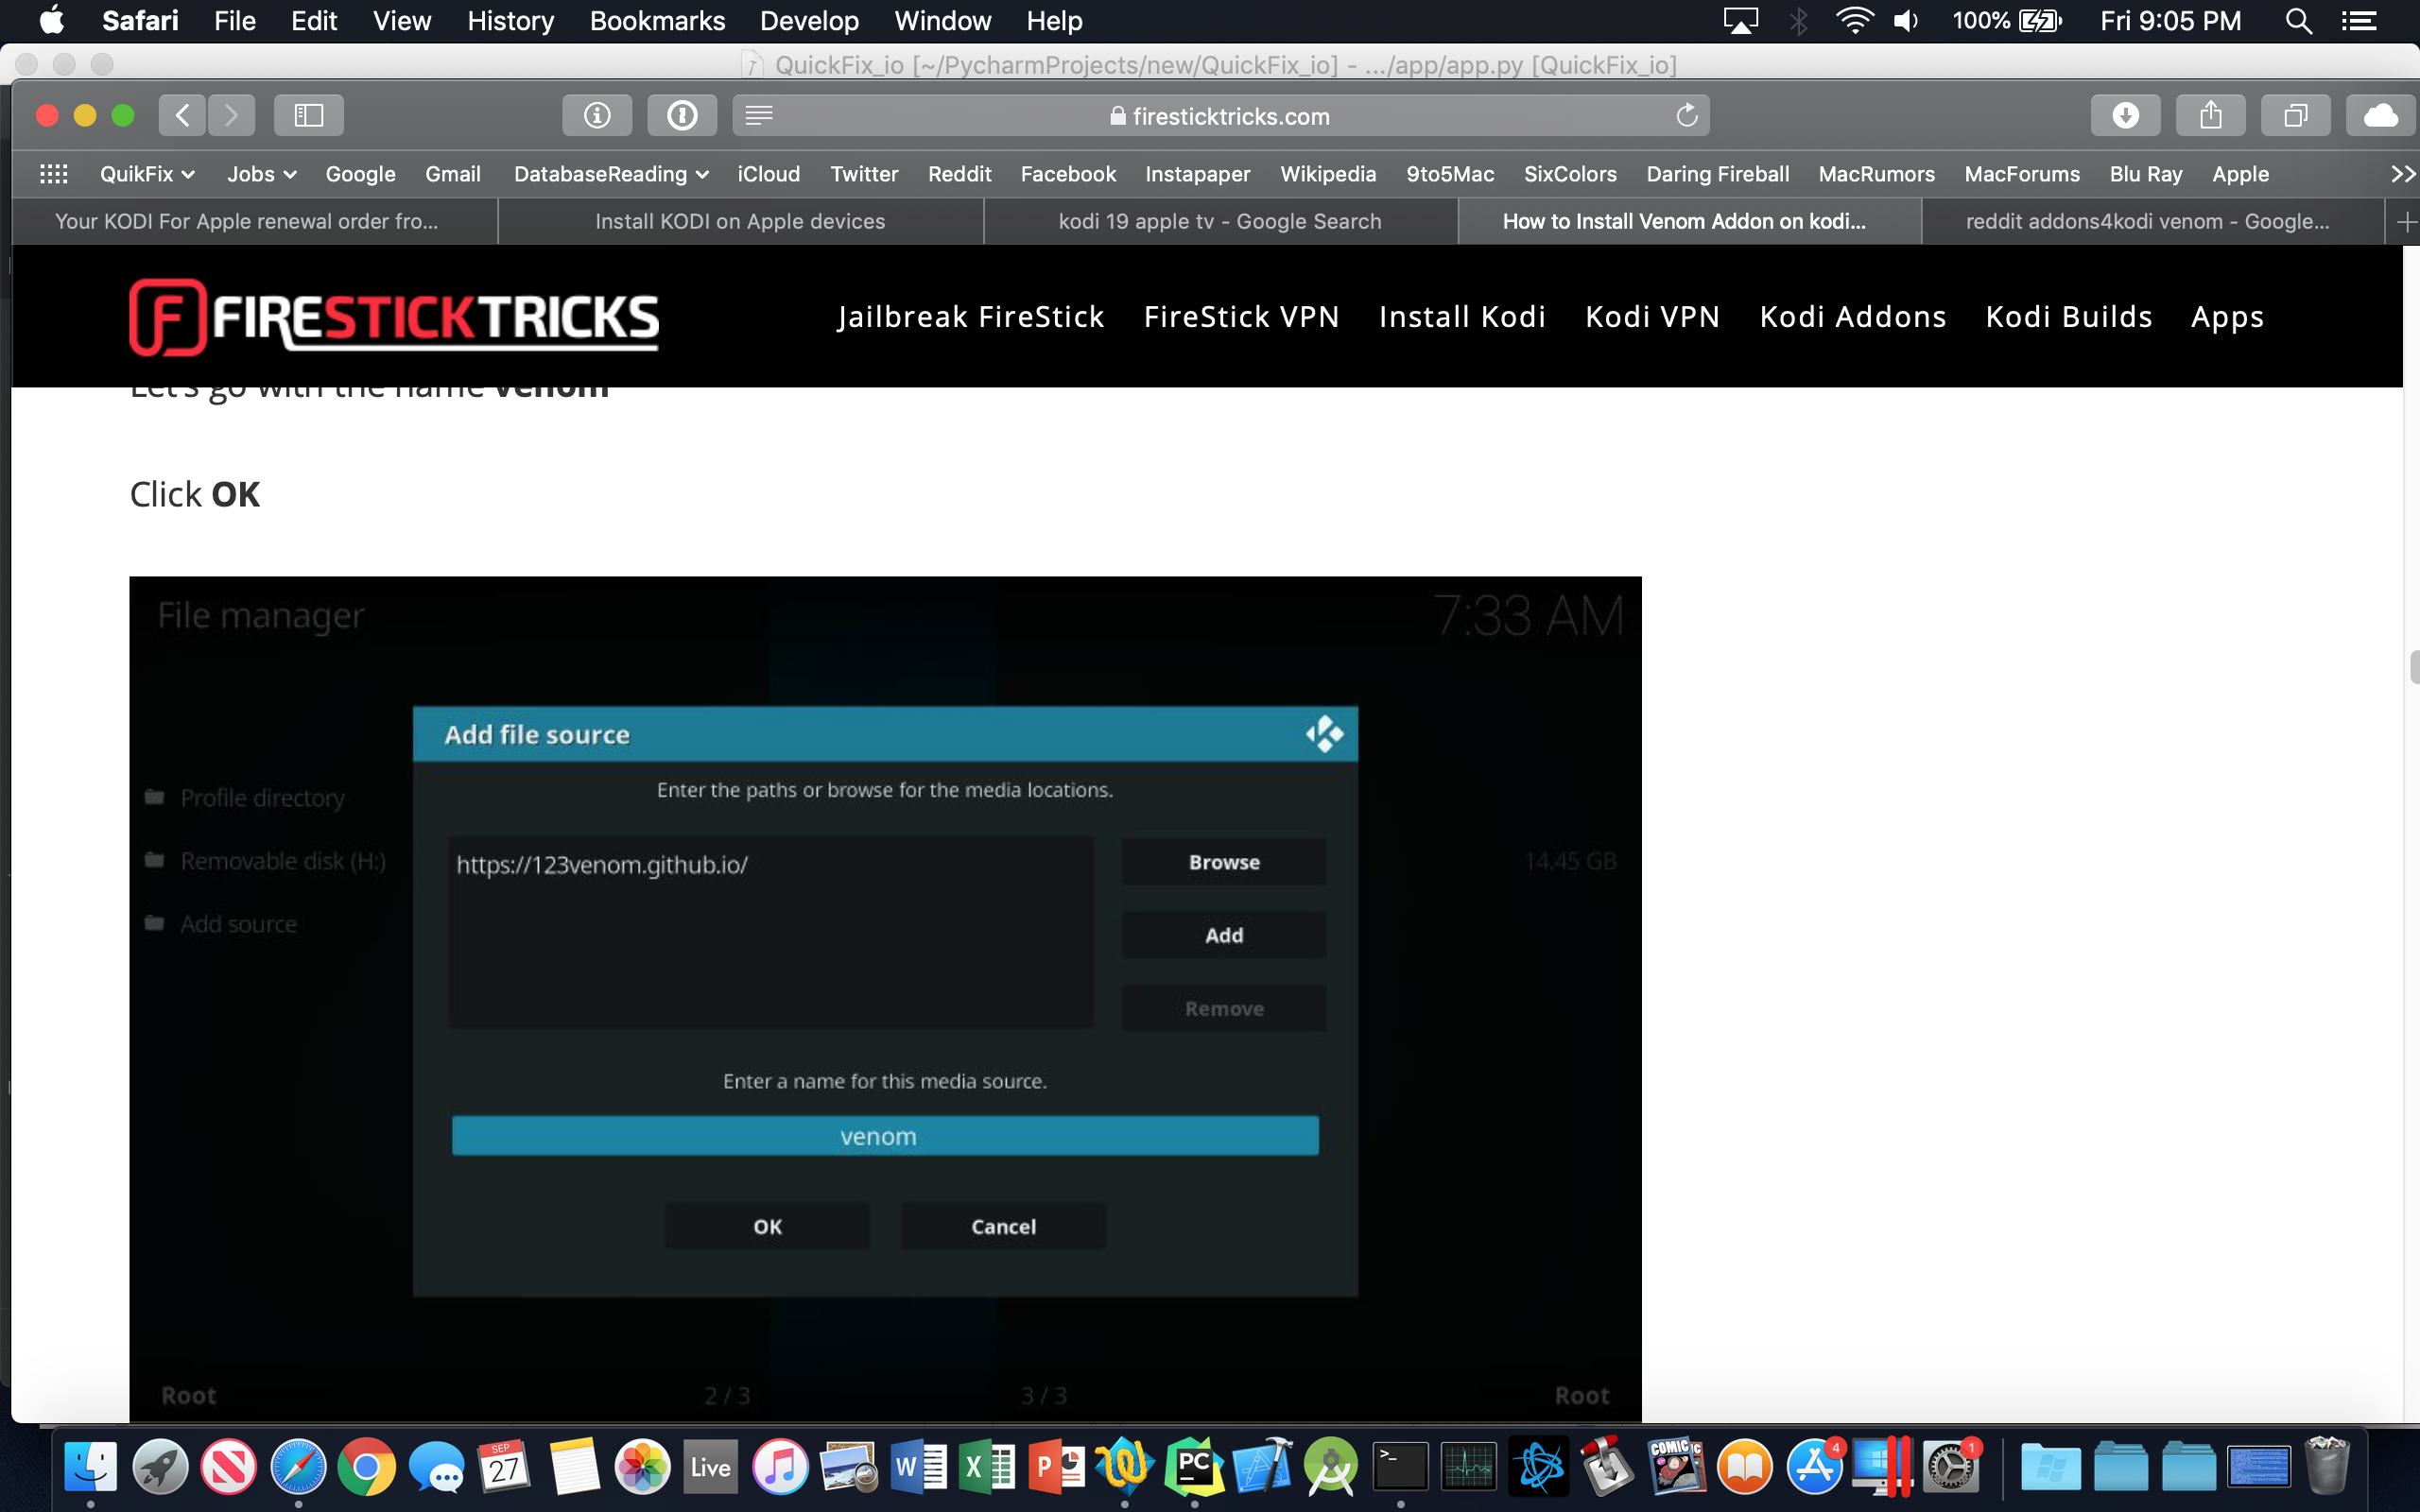 Safari File Edit View History Bookmarks Develop Window Help 100% Fri 9:05 PM
QuickFix_io [~/PycharmProjects/new/QuickFix_io] - .../app/app.py [QuickFix_io]
firesticktricks.com
QuikFix Jobs Google Gmail DatabaseReading iCloud Twitter Reddit Facebook Instapaper Wikipedia 9to5Mac SixColors Daring Fireball MacRumors MacForums Blu Ray Apple
Your KODI For Apple renewal order fro... Install KODI on Apple devices kodi 19 apple tv - Google Search How to Install Venom Addon on kodi... reddit addons4kodi venom - Google...
FIRESTICKTRICKS Jailbreak FireStick FireStick VPN Install Kodi Kodi VPN Kodi Addons Kodi Builds Apps
Let's go with the name venom
Click OK
File manager 7:33 AM
Add file source
Enter the paths or browse for the media locations.
Profile directory
https://123venom.github.io/ Browse
Removable disk (H:) 14.45 GB
Add source Add
Remove
Enter a name for this media source.
venom
OK Cancel
Root 2 / 3 3 / 3 Root
SEP
27
Live
W X P
PC
>_
COMIC
4
1